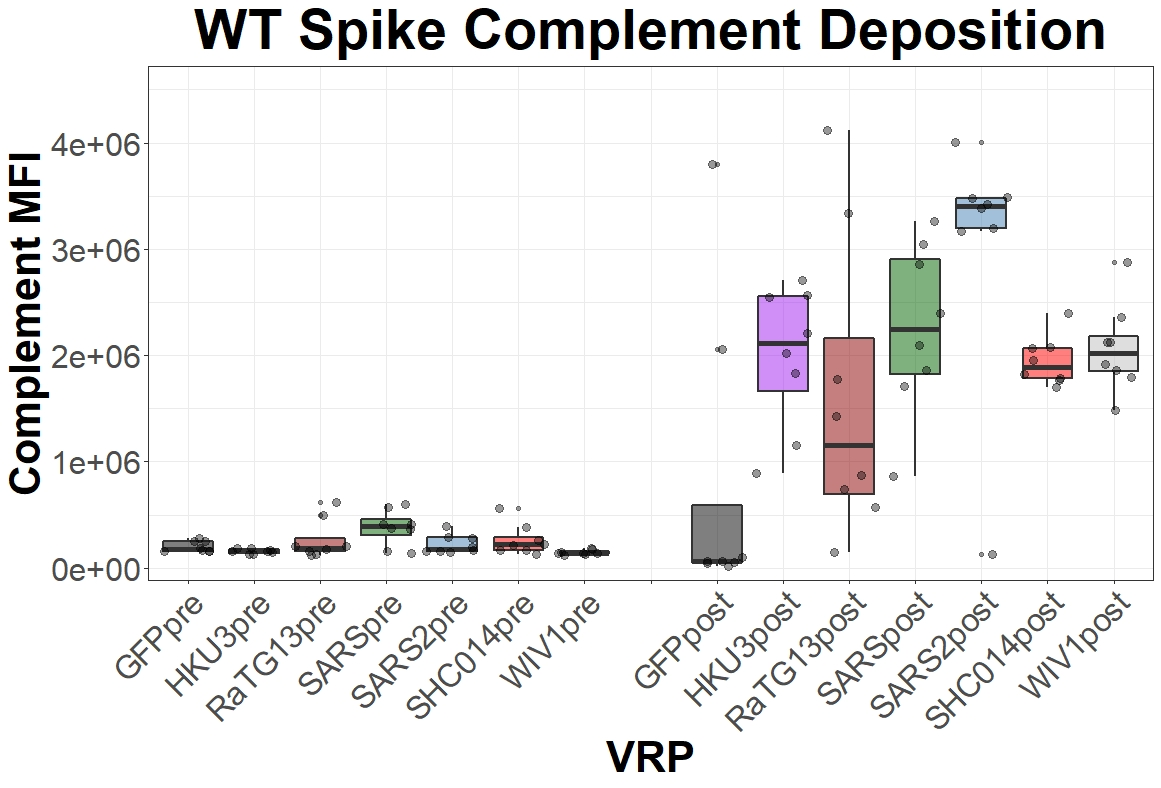 WT Spike Complement Deposition
Complement MFI
4e+06
3e+06
2e+06
1e+06
0e+00
GFPpre
HKU3pre
RaTG13pre
SARSpre
SARS2pre
SHC014pre
WIV1pre
GFPpost
HKU3post
RaTG13post
SARSpost
SARS2post
SHC014post
WIV1post
VRP